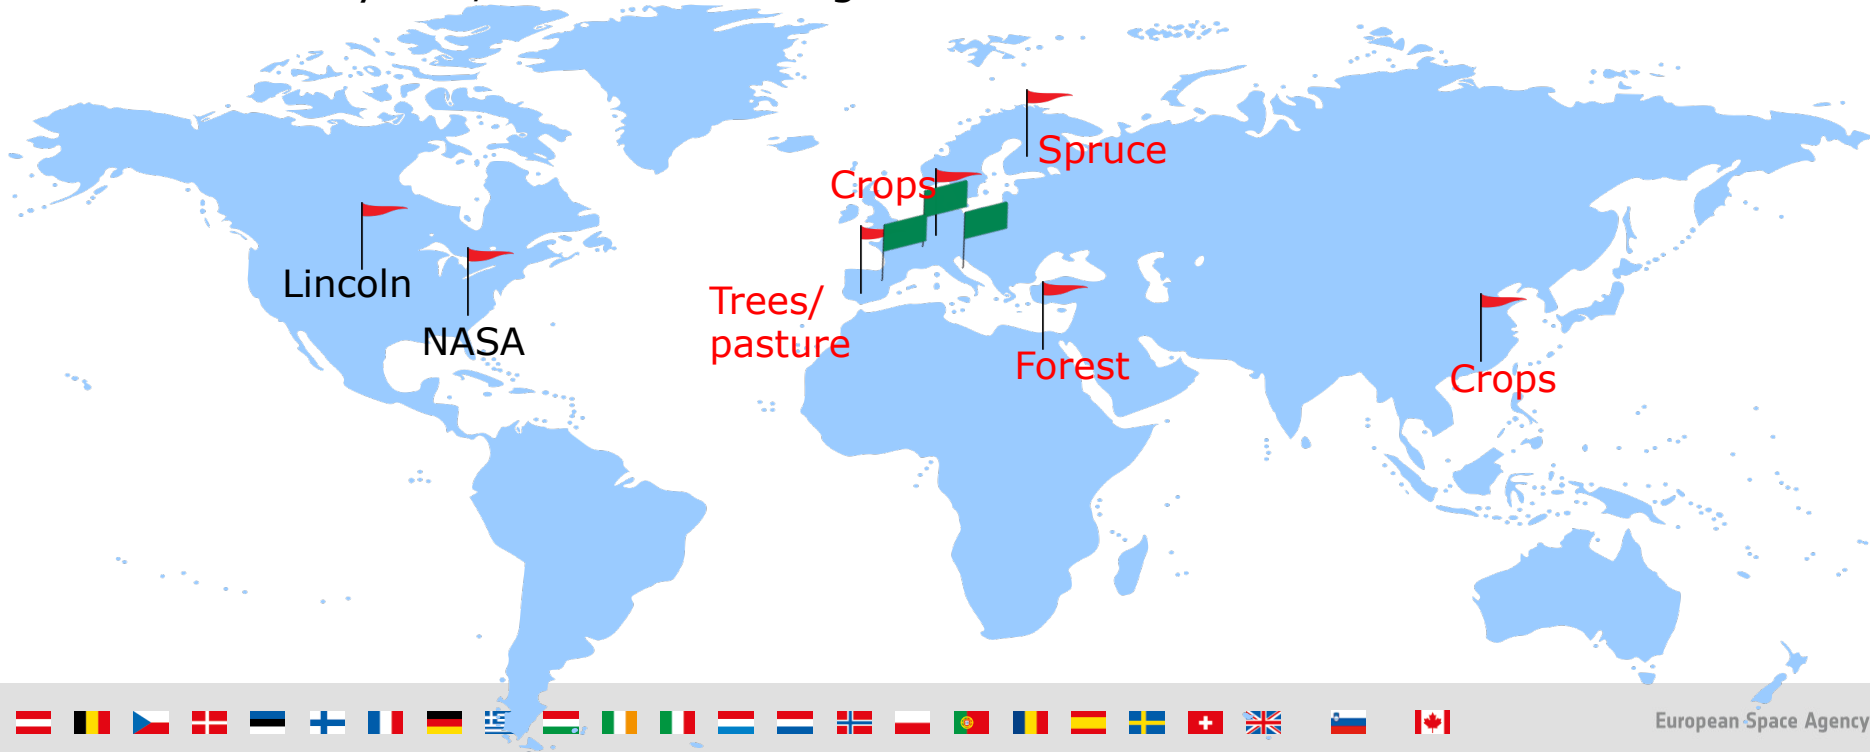 Spruce
Crops
Lincoln
Trees/
pasture
NASA
Forest
Crops
European Space Agency